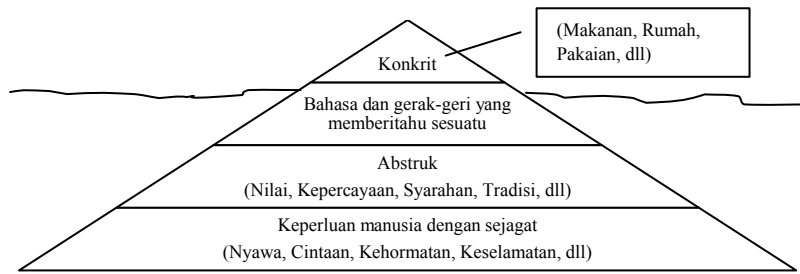 (Makanan, Rumah,
Pakaian, dll)
Konkrit
Bahasa dan gerak-geri yang
memberitahu sesuatu
Abstruk
(Nilai, Kepercayaan, Syarahan, Tradisi, dll)
Keperluan manusia dengan sejagat
(Nyawa, Cintaan, Kehormatan, Keselamatan, dll)